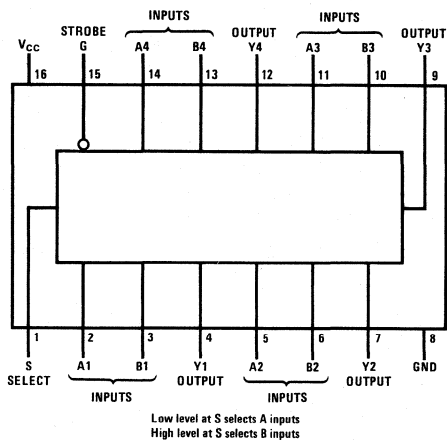 INPUTS INPUTS
STROBE OUTPUT OUTPUT
VCC G A4 B4 Y4 A3 B3 Y3
16 15 14 13 12 11 10 9
1 2 3 4 5 6 7 8
S A1 B1 Y1 A2 B2 Y2 GND
SELECT OUTPUT OUTPUT
INPUTS INPUTS
Low level at S selects A inputs
High level at S selects B inputs